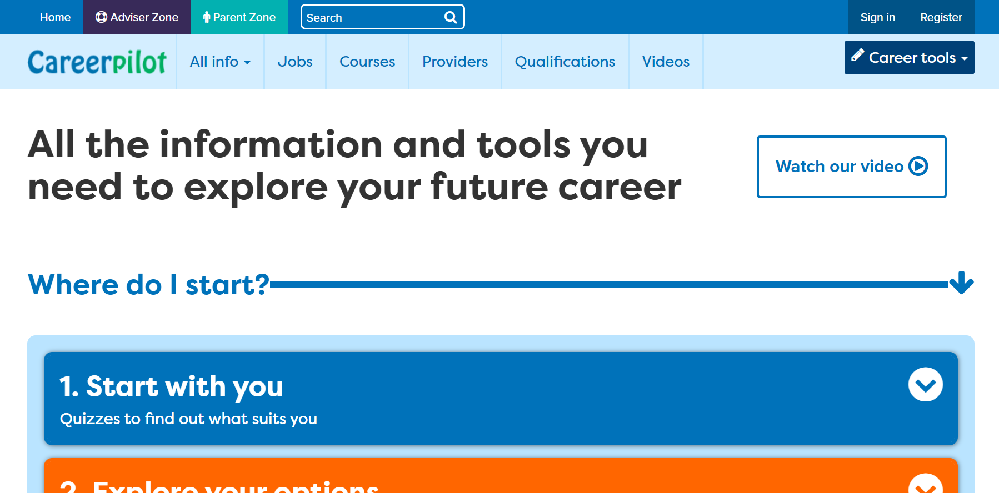 Home Adviser Zone Parent Zone Search Sign in Register
Careerpilot All info Jobs Courses Providers Qualifications Videos Career tools
All the information and tools you
need to explore your future career
Watch our video
Where do I start?
1. Start with you
Quizzes to find out what suits you
2. Explore your options